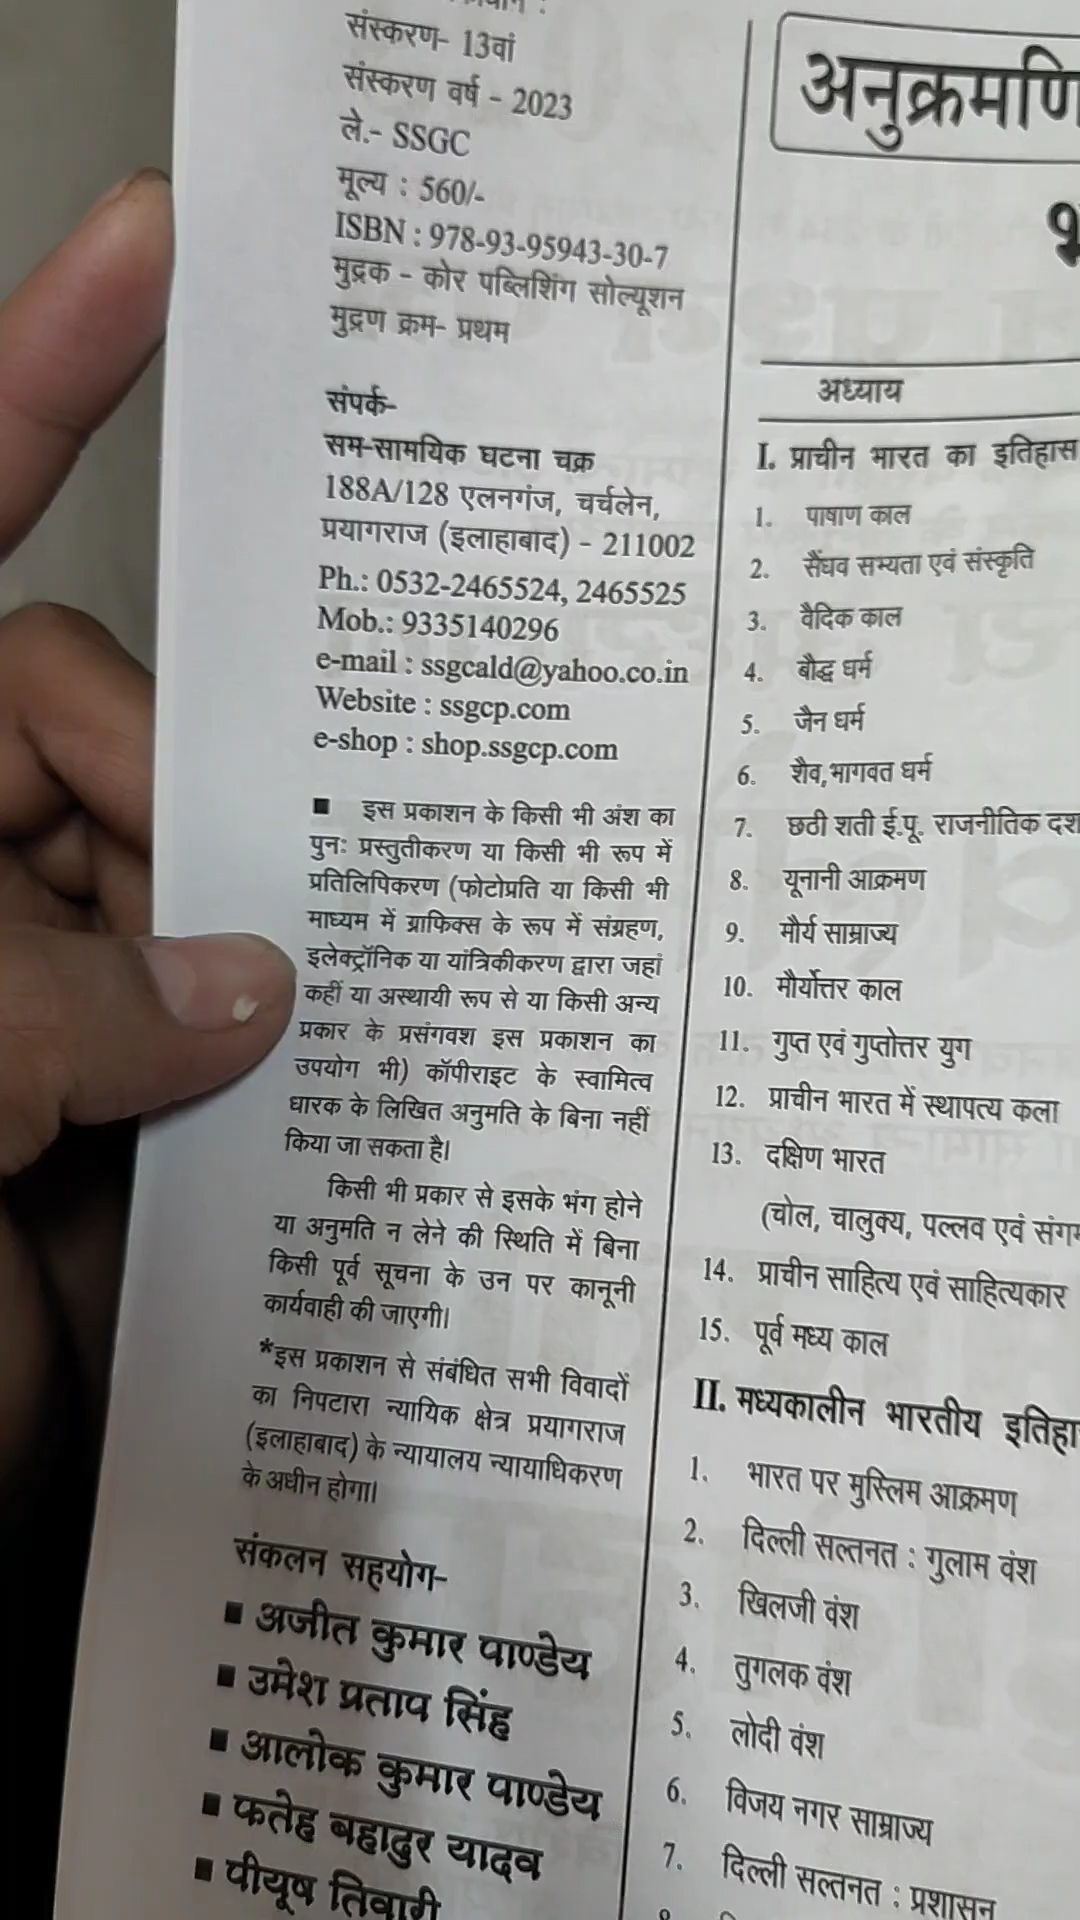 संस्करण- 13वां
संस्करण वर्ष - 2023
ले.- SSGC
मूल्य : 560/-
ISBN : 978-93-95943-30-7
मुद्रक - कोर पब्लिशिंग सोल्यूशन
मुद्रण क्रम- प्रथम
संपर्क-
सम-सामयिक घटना चक्र
188A/128 एलनगंज, चर्चलेन,
प्रयागराज (इलाहाबाद) - 211002
Ph.: 0532-2465524, 2465525
Mob.: 9335140296
e-mail : ssgcald@yahoo.co.in
Website : ssgcp.com
e-shop : shop.ssgcp.com
■ इस प्रकाशन के किसी भी अंश का
पुनः प्रस्तुतीकरण या किसी भी रूप में
प्रतिलिपिकरण (फोटोप्रति या किसी भी
माध्यम में ग्राफिक्स के रूप में संग्रहण,
इलेक्ट्रॉनिक या यांत्रिकीकरण द्वारा जहां
कहीं या अस्थायी रूप से या किसी अन्य
प्रकार के प्रसंगवश इस प्रकाशन का
उपयोग भी) कॉपीराइट के स्वामित्व
धारक के लिखित अनुमति के बिना नहीं
किया जा सकता है।
किसी भी प्रकार से इसके भंग होने
या अनुमति न लेने की स्थिति में बिना
किसी पूर्व सूचना के उन पर कानूनी
कार्यवाही की जाएगी।
*इस प्रकाशन से संबंधित सभी विवादों
का निपटारा न्यायिक क्षेत्र प्रयागराज
(इलाहाबाद) के न्यायालय न्यायाधिकरण
के अधीन होगा।
संकलन सहयोग-
■ अजीत कुमार पाण्डेय
■ उमेश प्रताप सिंह
■ आलोक कुमार पाण्डेय
■ फतेह बहादुर यादव
■ पीयूष तिवारी
अनुक्रमणि
अध्याय
I. प्राचीन भारत का इतिहास
1. पाषाण काल
2. सैंधव सभ्यता एवं संस्कृति
3. वैदिक काल
4. बौद्ध धर्म
5. जैन धर्म
6. शैव,भागवत धर्म
7. छठी शती ई.पू. राजनीतिक दश
8. यूनानी आक्रमण
9. मौर्य साम्राज्य
10. मौर्योत्तर काल
11. गुप्त एवं गुप्तोत्तर युग
12. प्राचीन भारत में स्थापत्य कला
13. दक्षिण भारत
(चोल, चालुक्य, पल्लव एवं संगम
14. प्राचीन साहित्य एवं साहित्यकार
15. पूर्व मध्य काल
II. मध्यकालीन भारतीय इतिहा
1. भारत पर मुस्लिम आक्रमण
2. दिल्ली सल्तनत : गुलाम वंश
3. खिलजी वंश
4. तुगलक वंश
5. लोदी वंश
6. विजय नगर साम्राज्य
7. दिल्ली सल्तनत : प्रशासन